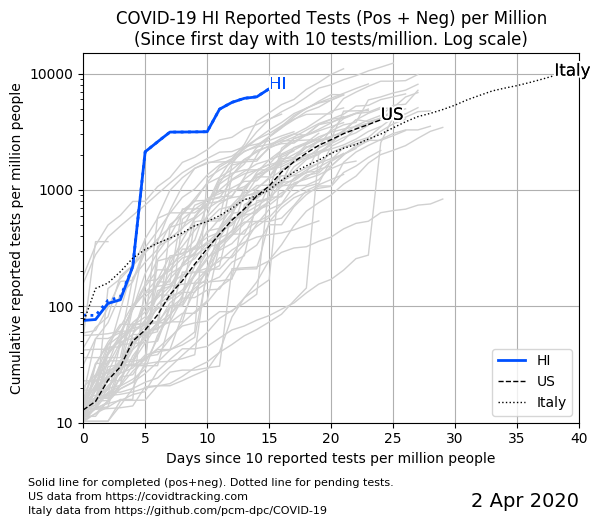 COVID-19 HI Reported Tests (Pos + Neg) per Million
(Since first day with 10 tests/million. Log scale)
Cumulative reported tests per million people
10000
1000
100
10
HI
US
Italy
HI
US
Italy
0 5 10 15 20 25 30 35 40
Days since 10 reported tests per million people
Solid line for completed (pos+neg). Dotted line for pending tests.
US data from https://covidtracking.com
Italy data from https://github.com/pcm-dpc/COVID-19
2 Apr 2020